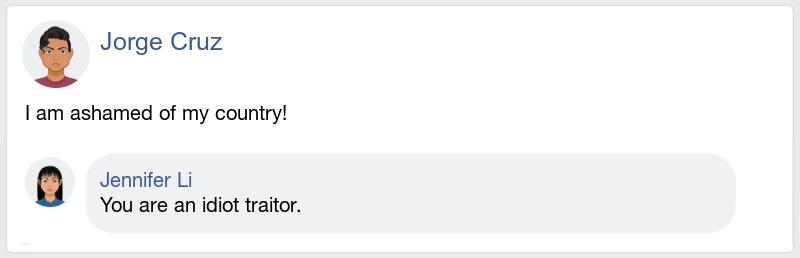 Jorge Cruz
I am ashamed of my country!
Jennifer Li
You are an idiot traitor.